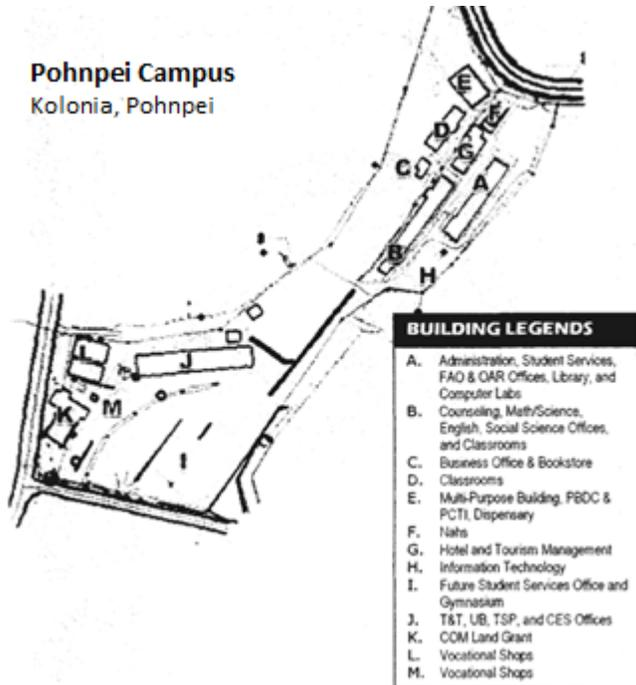 Pohnpei Campus
Kolonia, Pohnpei
E
F
D
G
C
A
B
H
L
J
K
M
I
BUILDING LEGENDS
A. Administration, Student Services,
FAO & OAR Offices, Library, and
Computer Labs
B. Counseling, Math/Science,
English, Social Science Offices,
and Classrooms
C. Business Office & Bookstore
D. Classrooms
E. Multi-Purpose Building, PBDC &
PCTI, Dispensary
F. Nahs
G. Hotel and Tourism Management
H. Information Technology
I. Future Student Services Office and
Gymnasium
J. T&T, UB, TSP, and CES Offices
K. COM Land Grant
L. Vocational Shops
M. Vocational Shops